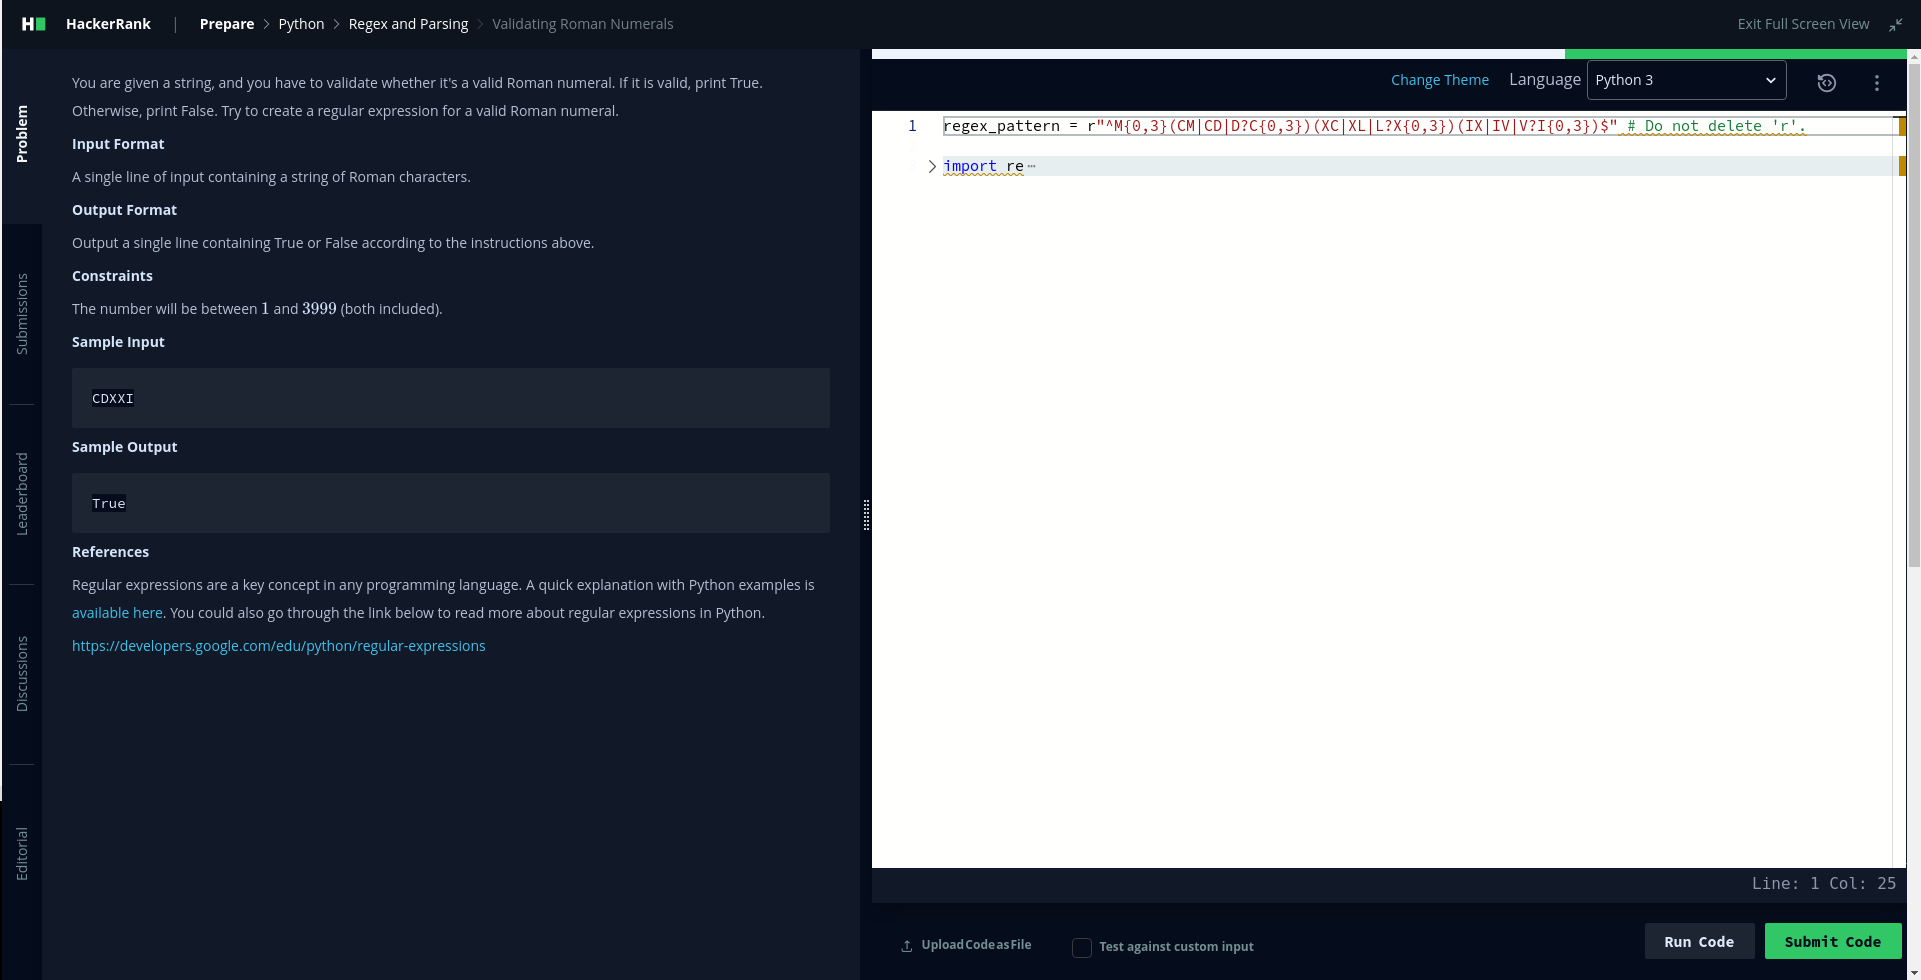 HackerRank | Prepare > Python > Regex and Parsing > Validating Roman Numerals
Exit Full Screen View
Problem
Submissions
Leaderboard
Discussions
Editorial
You are given a string, and you have to validate whether it's a valid Roman numeral. If it is valid, print True.
Otherwise, print False. Try to create a regular expression for a valid Roman numeral.
Input Format
A single line of input containing a string of Roman characters.
Output Format
Output a single line containing True or False according to the instructions above.
Constraints
The number will be between 1 and 3999 (both included).
Sample Input
CDXXI
Sample Output
True
References
Regular expressions are a key concept in any programming language. A quick explanation with Python examples is
available here. You could also go through the link below to read more about regular expressions in Python.
https://developers.google.com/edu/python/regular-expressions
Change Theme Language Python 3
1 regex_pattern = r"^M{0,3}(CM|CD|D?C{0,3})(XC|XL|L?X{0,3})(IX|IV|V?I{0,3})$" # Do not delete 'r'.
> import re ⋯
Line: 1 Col: 25
Upload Code as File
Test against custom input
Run Code
Submit Code